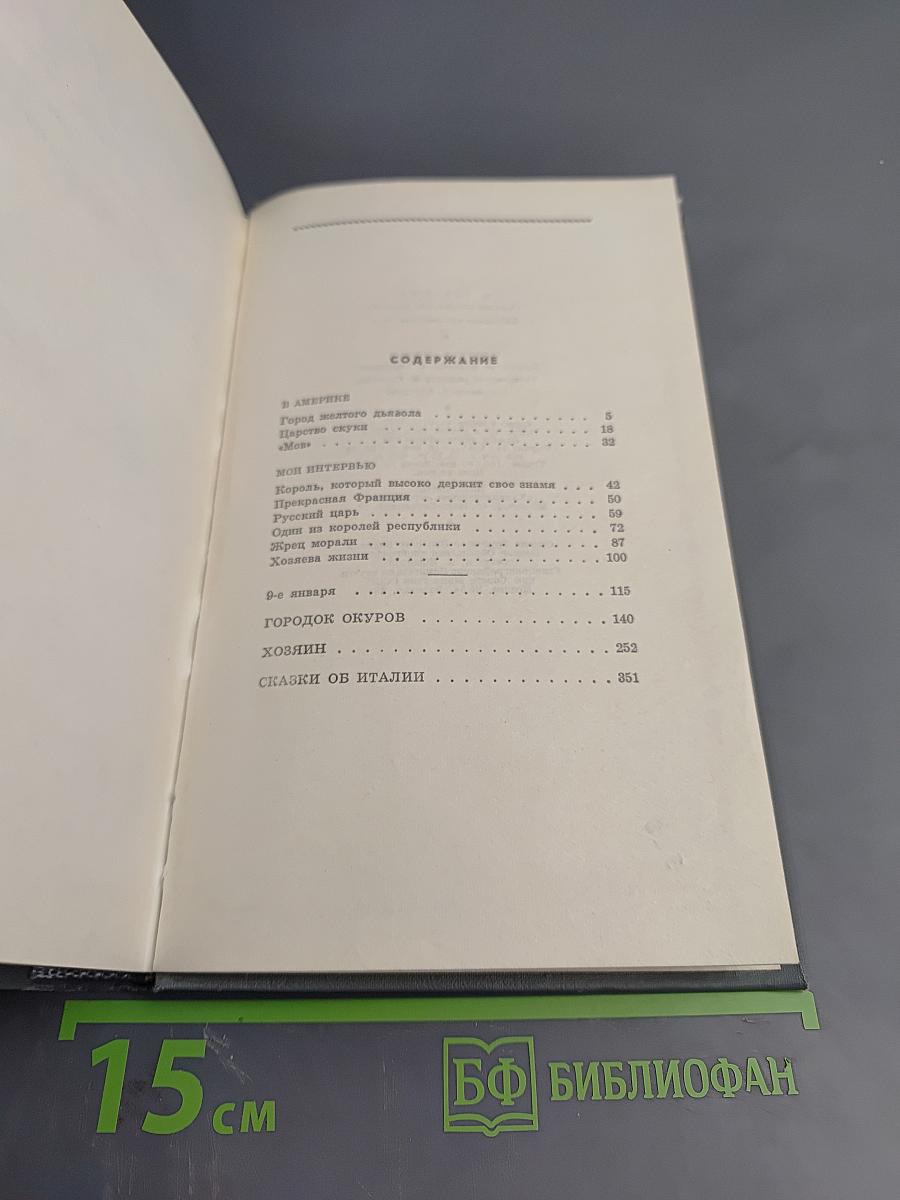 СОДЕРЖАНИЕ
В АМЕРИКЕ
Город желтого дьявола . . . . . . . . . . . . 5
Царство скуки . . . . . . . . . . . . . . . . 18
«Mob» . . . . . . . . . . . . . . . . . . . . 32
МОИ ИНТЕРВЬЮ
Король, который высоко держит свое знамя . . . 42
Прекрасная Франция . . . . . . . . . . . . . 50
Русский царь . . . . . . . . . . . . . . . . 59
Один из королей республики . . . . . . . . . 72
Жрец морали . . . . . . . . . . . . . . . . . 87
Хозяева жизни . . . . . . . . . . . . . . . . 100
9-е января . . . . . . . . . . . . . . . . . . 115
ГОРОДОК ОКУРОВ . . . . . . . . . . . . . . 140
ХОЗЯИН . . . . . . . . . . . . . . . . . . . . 252
СКАЗКИ ОБ ИТАЛИИ . . . . . . . . . . . . . 351
15 см
БФ БИБЛИОФАН